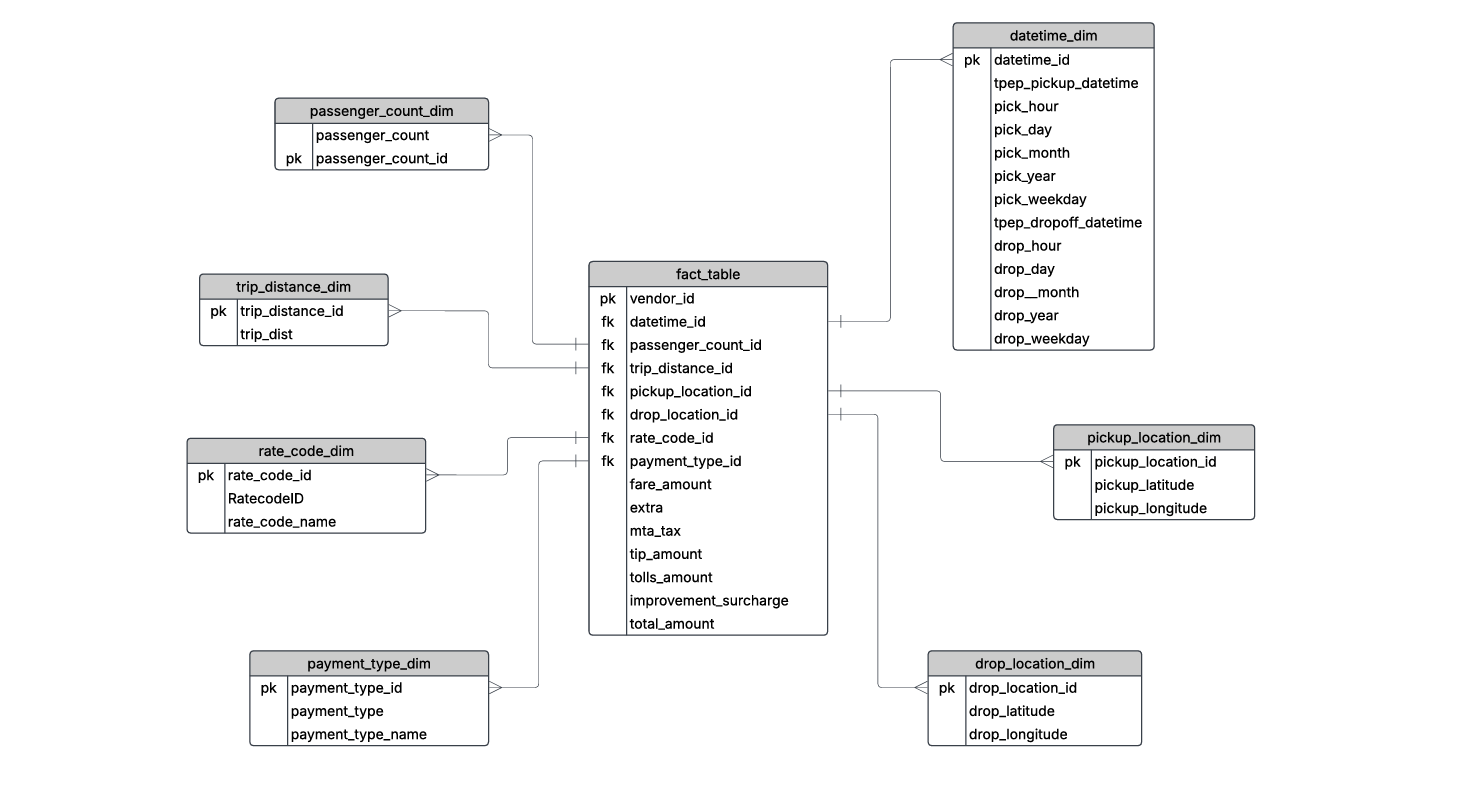 datetime_dim
pk datetime_id
tpep_pickup_datetime
pick_hour
pick_day
pick_month
pick_year
pick_weekday
tpep_dropoff_datetime
drop_hour
drop_day
drop__month
drop_year
drop_weekday
passenger_count_dim
passenger_count
pk passenger_count_id
trip_distance_dim
pk trip_distance_id
trip_dist
fact_table
pk vendor_id
fk datetime_id
fk passenger_count_id
fk trip_distance_id
fk pickup_location_id
fk drop_location_id
fk rate_code_id
fk payment_type_id
fare_amount
extra
mta_tax
tip_amount
tolls_amount
improvement_surcharge
total_amount
rate_code_dim
pk rate_code_id
RatecodeID
rate_code_name
pickup_location_dim
pk pickup_location_id
pickup_latitude
pickup_longitude
payment_type_dim
pk payment_type_id
payment_type
payment_type_name
drop_location_dim
pk drop_location_id
drop_latitude
drop_longitude